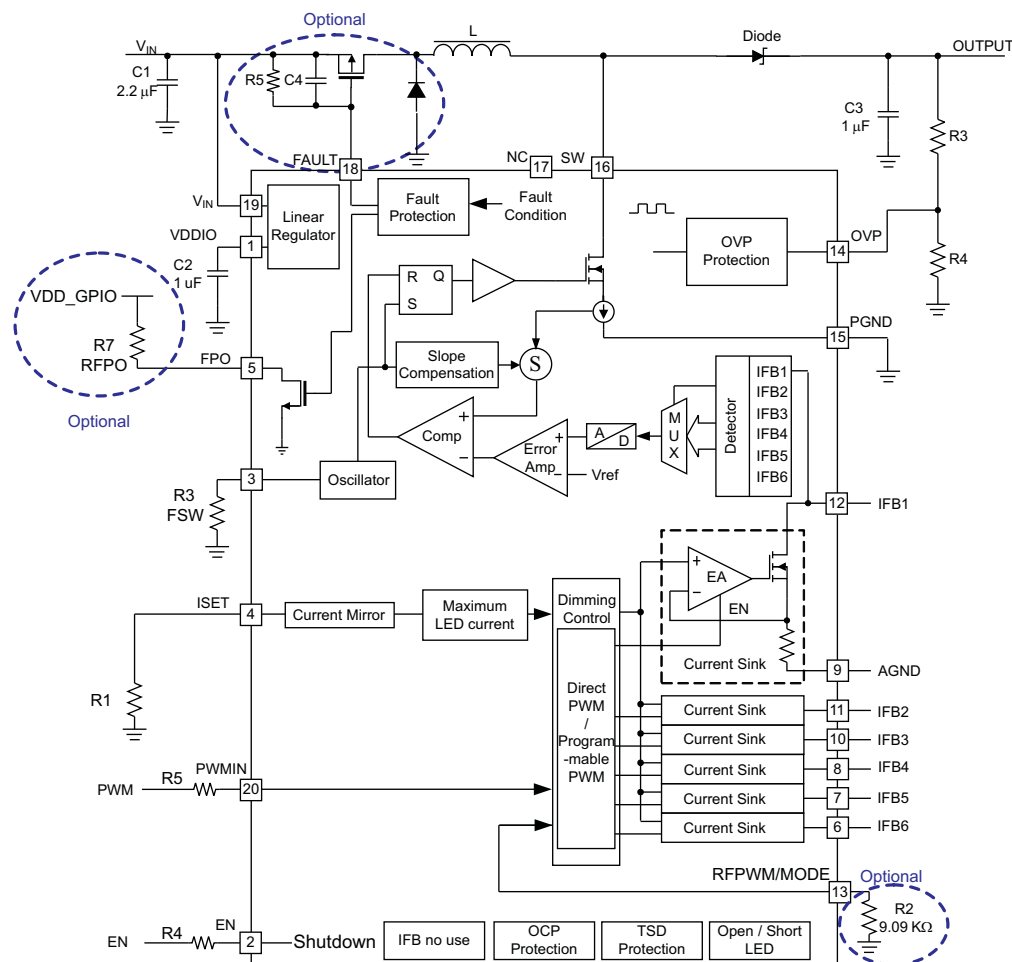 Optional
VIN
L
Diode
OUTPUT
C1
2.2 μF
R5
C4
C3
1 μF
R3
FAULT
18
NC
17
SW
16
VIN
19
Linear
Regulator
Fault
Protection
Fault
Condition
VDDIO
1
OVP
Protection
14
OVP
R4
C2
1 uF
R
Q
S
VDD_GPIO
R7
RFPO
FPO
5
Optional
Slope
Compensation
S
PGND
15
Comp
+
−
Error
Amp
+
−
Vref
A
D
M
U
X
Detector
IFB1
IFB2
IFB3
IFB4
IFB5
IFB6
3
Oscillator
R3
FSW
12
IFB1
ISET
4
Current Mirror
Maximum
LED current
Dimming
Control
+
−
EA
EN
Current Sink
9
AGND
R1
Direct
PWM
/
Program
-mable
PWM
Current Sink
11
IFB2
Current Sink
10
IFB3
Current Sink
8
IFB4
Current Sink
7
IFB5
Current Sink
6
IFB6
PWM
R5
PWMIN
20
RFPWM/MODE
13
Optional
R2
9.09 KΩ
EN
R4
EN
2
Shutdown
IFB no use
OCP
Protection
TSD
Protection
Open / Short
LED